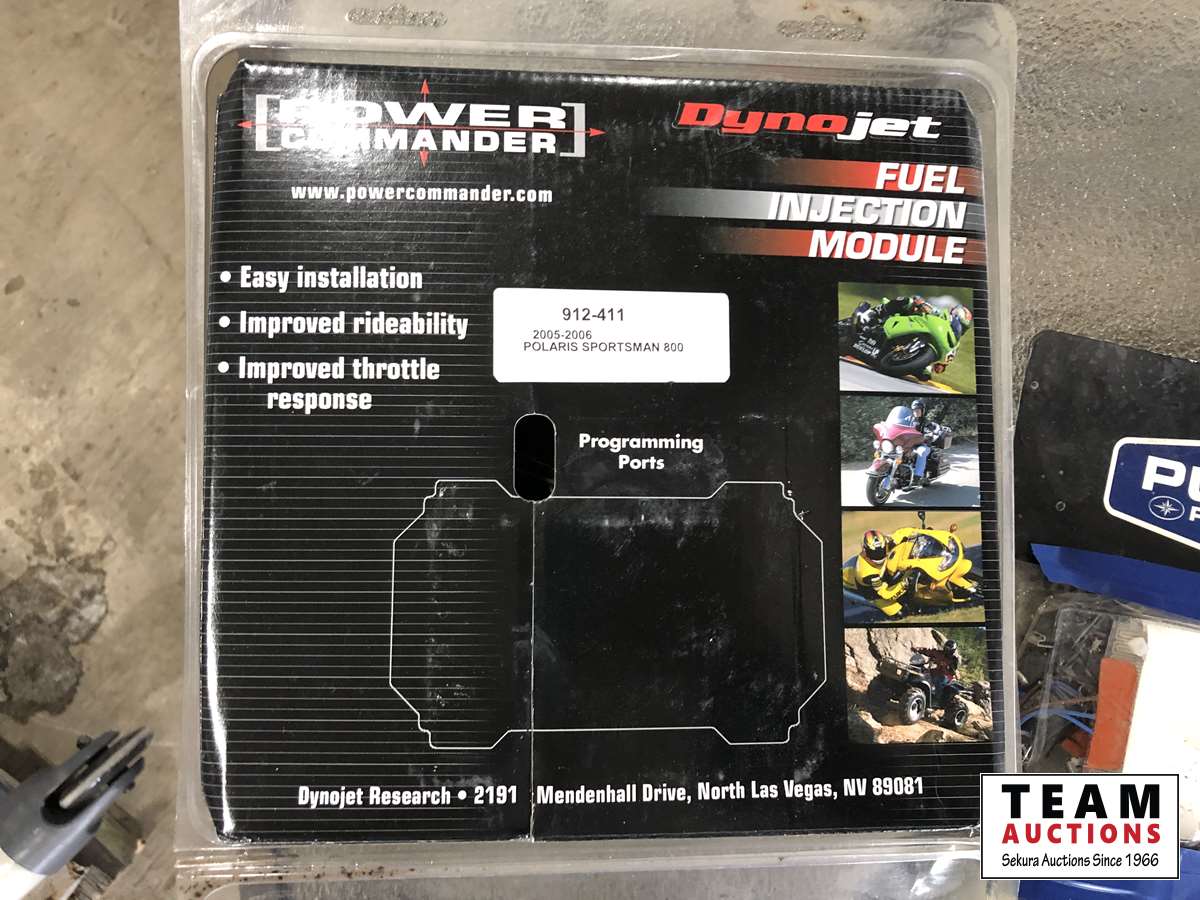 [POWER
COMMANDER]
www.powercommander.com
Dynojet
FUEL
INJECTION
MODULE
• Easy installation
• Improved rideability
• Improved throttle
response
912-411
2005-2006
POLARIS SPORTSMAN 800
Programming
Ports
Dynojet Research • 2191 Mendenhall Drive, North Las Vegas, NV 89081
TEAM
AUCTIONS
Sekura Auctions Since 1966